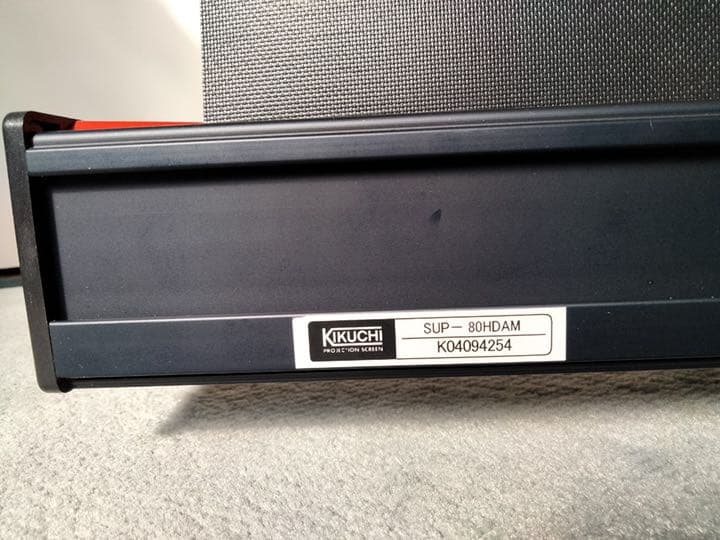 KIKUCHI
PROJECTION SCREEN
SUP- 80HDAM
K04094254